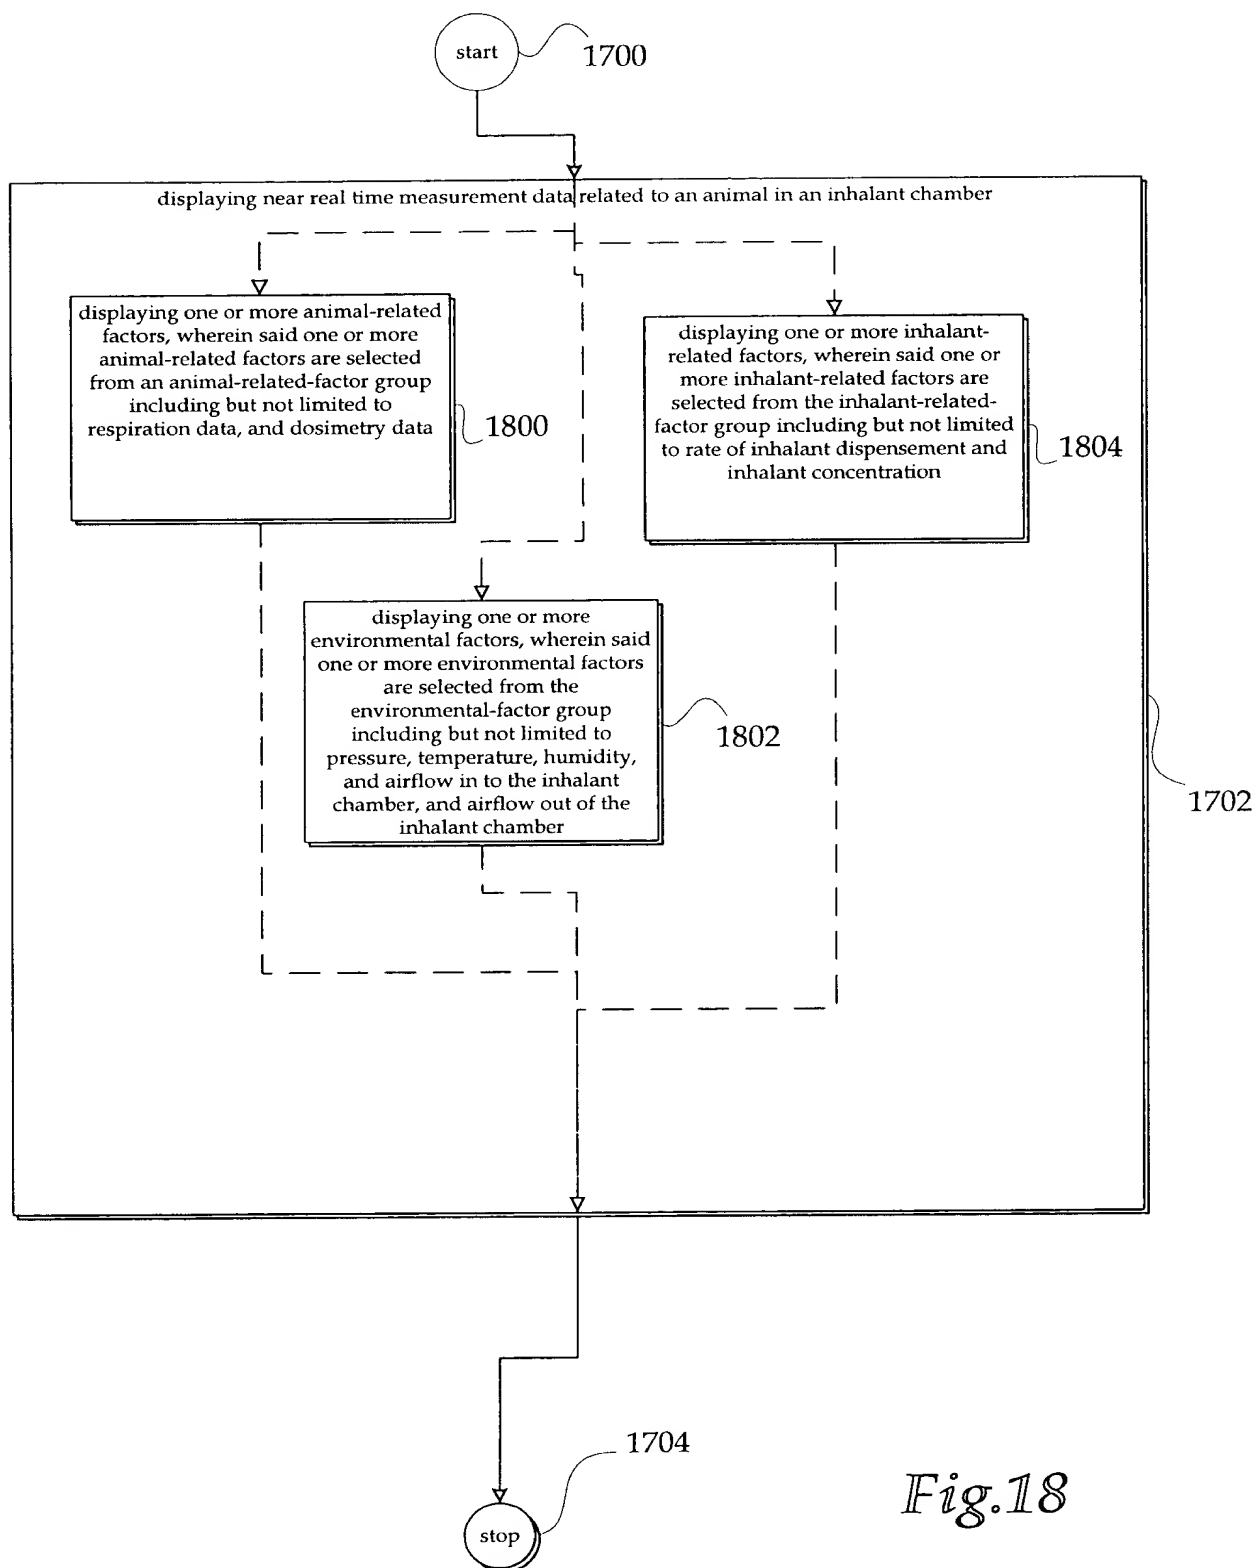 start
1700
displaying near real time measurement data related to an animal in an inhalant chamber
displaying one or more animal-related
factors, wherein said one or more
animal-related factors are selected
from an animal-related-factor group
including but not limited to
respiration data, and dosimetry data
1800
displaying one or more inhalant-
related factors, wherein said one or
more inhalant-related factors are
selected from the inhalant-related-
factor group including but not limited
to rate of inhalant dispensement and
inhalant concentration
1804
displaying one or more
environmental factors, wherein said
one or more environmental factors
are selected from the
environmental-factor group
including but not limited to
pressure, temperature, humidity,
and airflow in to the inhalant
chamber, and airflow out of the
inhalant chamber
1802
1702
1704
stop
Fig.18